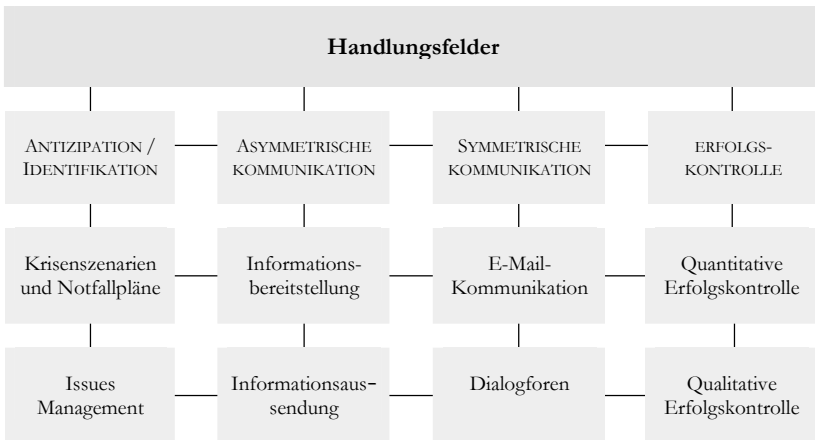 Handlungsfelder
ANTIZIPATION /
IDENTIFIKATION
ASYMMETRISCHE
KOMMUNIKATION
SYMMETRISCHE
KOMMUNIKATION
ERFOLGS-
KONTROLLE
Krisenszenarien
und Notfallpläne
Informations-
bereitstellung
E-Mail-
Kommunikation
Quantitative
Erfolgskontrolle
Issues
Management
Informationsaus-
sendung
Dialogforen
Qualitative
Erfolgskontrolle